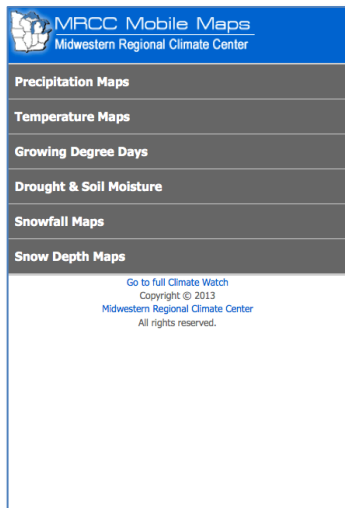 MRCC Mobile Maps
Midwestern Regional Climate Center
Precipitation Maps
Temperature Maps
Growing Degree Days
Drought & Soil Moisture
Snowfall Maps
Snow Depth Maps
Go to full Climate Watch
Copyright © 2013
Midwestern Regional Climate Center
All rights reserved.